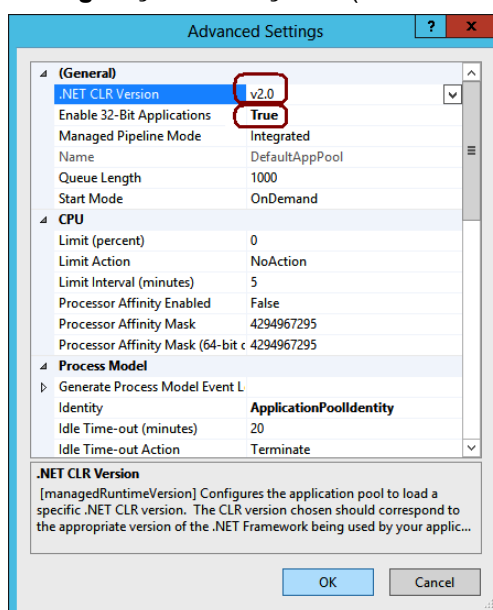 Advanced Settings
?
x
(General)
.NET CLR Version v2.0
Enable 32-Bit Applications True
Managed Pipeline Mode Integrated
Name DefaultAppPool
Queue Length 1000
Start Mode OnDemand
CPU
Limit (percent) 0
Limit Action NoAction
Limit Interval (minutes) 5
Processor Affinity Enabled False
Processor Affinity Mask 4294967295
Processor Affinity Mask (64-bit c 4294967295
Process Model
Generate Process Model Event L
Identity ApplicationPoolIdentity
Idle Time-out (minutes) 20
Idle Time-out Action Terminate
.NET CLR Version
[managedRuntimeVersion] Configures the application pool to load a
specific .NET CLR version. The CLR version chosen should correspond to
the appropriate version of the .NET Framework being used by your applic...
OK Cancel